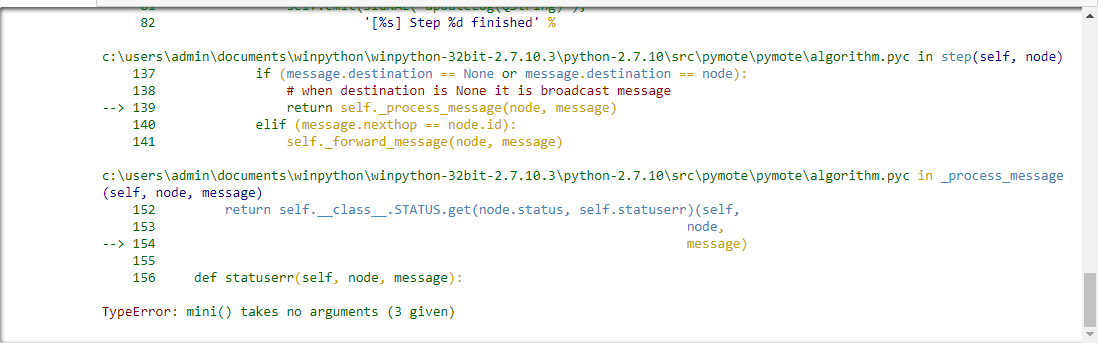 82                          '[%s] Step %d finished' %
c:\users\admin\documents\winpython\winpython-32bit-2.7.10.3\python-2.7.10\src\pymote\pymote\algorithm.pyc in step(self, node)
    137             if (message.destination == None or message.destination == node):
    138                 # when destination is None it is broadcast message
--> 139                 return self._process_message(node, message)
    140             elif (message.nexthop == node.id):
    141                 self._forward_message(node, message)
c:\users\admin\documents\winpython\winpython-32bit-2.7.10.3\python-2.7.10\src\pymote\pymote\algorithm.pyc in _process_message
(self, node, message)
    152         return self.__class__.STATUS.get(node.status, self.statuserr)(self,
    153                                                                     node,
--> 154                                                                     message)
    155
    156     def statuserr(self, node, message):
TypeError: mini() takes no arguments (3 given)